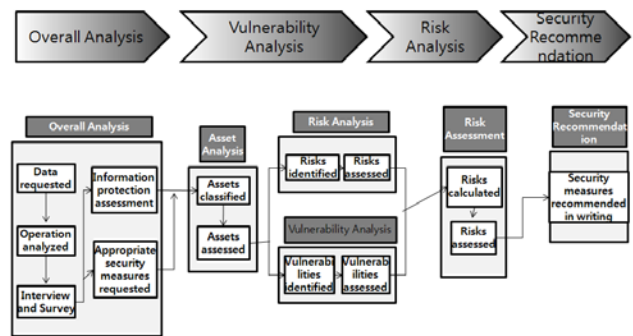 Overall Analysis
Vulnerability
Analysis
Risk
Analysis
Security
Recomme
ndation
Overall Analysis
Data
requested
Operation
analyzed
Interview
and Survey
Information
protection
assessment
Appropriate
security
measures
requested
Asset
Analysis
Assets
classified
Assets
assessed
Risk Analysis
Risks
identified
Risks
assessed
Vulnerability Analysis
Vulnerabi
lities
identified
Vulnerab
ilities
assessed
Risk
Assessment
Risks
calculated
Risks
assessed
Security
Recommendat
ion
Security
measures
recommended
in writing